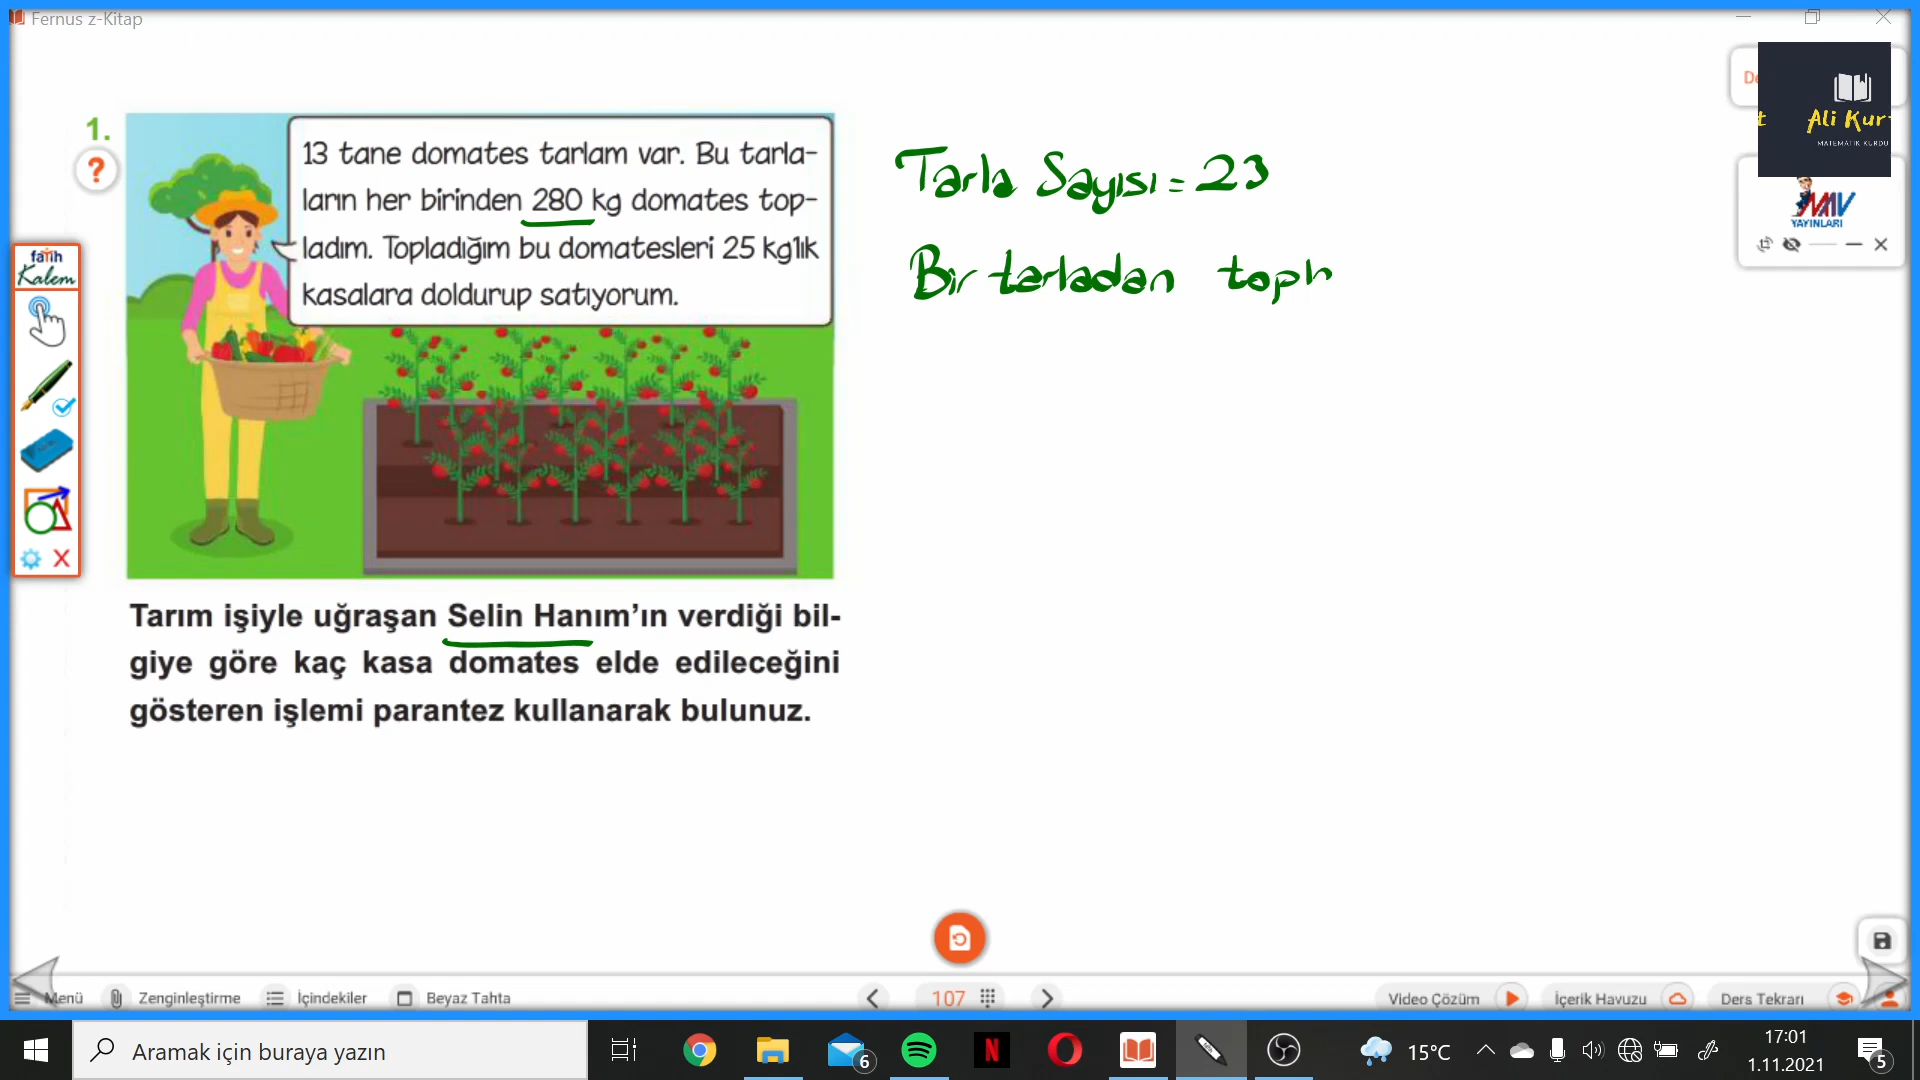 Fernus z-Kitap
1.
?
13 tane domates tarlam var. Bu tarla-
ların her birinden 280 kg domates top-
ladım. Topladığım bu domatesleri 25 kg'lık
kasalara doldurup satıyorum.
Tarla Sayısı = 23
Bir tarladan
Ali Kur
MATEMATİK KURDU
MAV
YAYINLARI
fatih
Kalem
Tarım işiyle uğraşan Selin Hanım'ın verdiği bil-
giye göre kaç kasa domates elde edileceğini
gösteren işlemi parantez kullanarak bulunuz.
Menü
Zenginleştirme
İçindekiler
Beyaz Tahta
107
Video Çözüm
İçerik Havuzu
Ders Tekrarı
Aramak için buraya yazın
6
N
15°C
17:01
1.11.2021
5